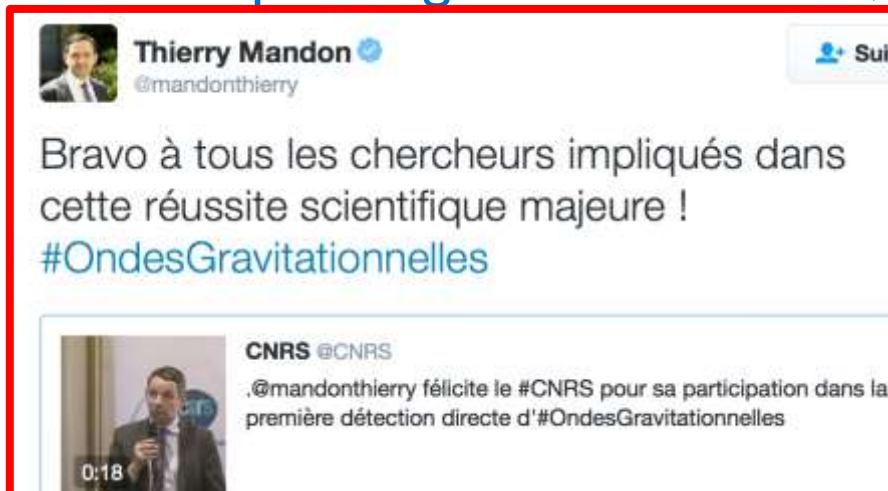 Thierry Mandon
@mandonthierry
Bravo à tous les chercheurs impliqués dans
cette réussite scientifique majeure !
#OndesGravitationnelles
CNRS @CNRS
.@mandonthierry félicite le #CNRS pour sa participation dans la
première détection directe d'#OndesGravitationnelles
0:18